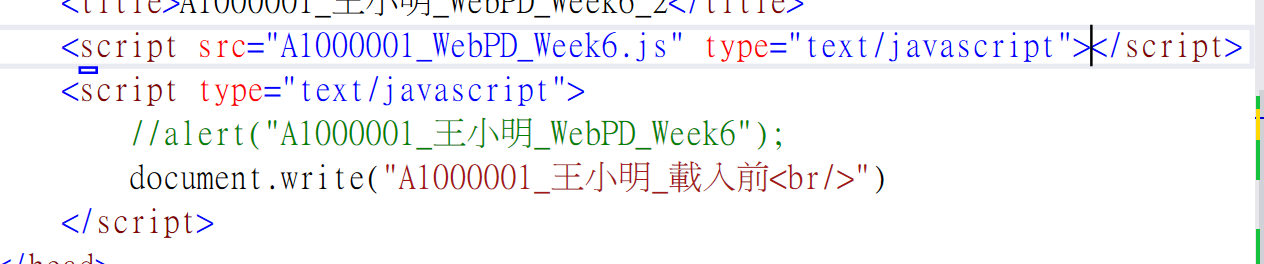 <title>A1000001_王小明_WebPD_Week6_2</title>
<script src="A1000001_WebPD_Week6.js" type="text/javascript"></script>
<script type="text/javascript">
//alert("A1000001_王小明_WebPD_Week6");
document.write("A1000001_王小明_載入前<br/>")
</script>
</head>